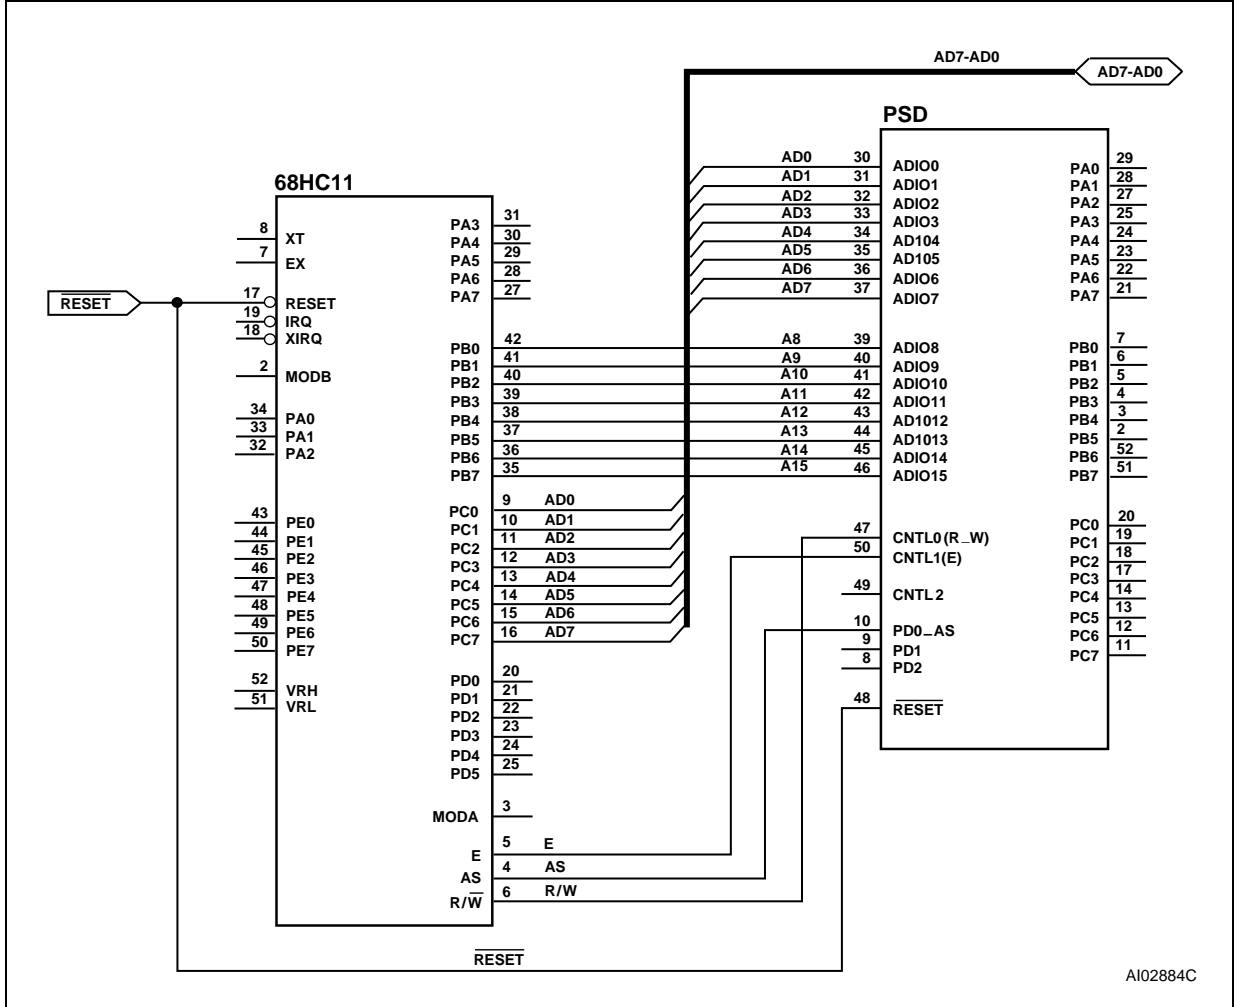 AD7-AD0
AD7-AD0
PSD
AD0 30 ADIO0
AD1 31 ADIO1
AD2 32 ADIO2
AD3 33 ADIO3
AD4 34 AD104
AD5 35 AD105
AD6 36 ADIO6
AD7 37 ADIO7
A8 39 ADIO8
A9 40 ADIO9
A10 41 ADIO10
A11 42 ADIO11
A12 43 AD1012
A13 44 AD1013
A14 45 ADIO14
A15 46 ADIO15
47 CNTL0(R_W)
50 CNTL1(E)
49 CNTL2
10 PD0_AS
9 PD1
8 PD2
48 RESET
PA0 29
PA1 28
PA2 27
PA3 25
PA4 24
PA5 23
PA6 22
PA7 21
PB0 7
PB1 6
PB2 5
PB3 4
PB4 3
PB5 2
PB6 52
PB7 51
PC0 20
PC1 19
PC2 18
PC3 17
PC4 14
PC5 13
PC6 12
PC7 11
68HC11
8 XT
7 EX
RESET
17 RESET
19 IRQ
18 XIRQ
2 MODB
34 PA0
33 PA1
32 PA2
43 PE0
44 PE1
45 PE2
46 PE3
47 PE4
48 PE5
49 PE6
50 PE7
52 VRH
51 VRL
PA3 31
PA4 30
PA5 29
PA6 28
PA7 27
PB0 42
PB1 41
PB2 40
PB3 39
PB4 38
PB5 37
PB6 36
PB7 35
PC0 9 AD0
PC1 10 AD1
PC2 11 AD2
PC3 12 AD3
PC4 13 AD4
PC5 14 AD5
PC6 15 AD6
PC7 16 AD7
PD0 20
PD1 21
PD2 22
PD3 23
PD4 24
PD5 25
MODA 3
E 5 E
AS 4 AS
R/W 6 R/W
RESET
AI02884C